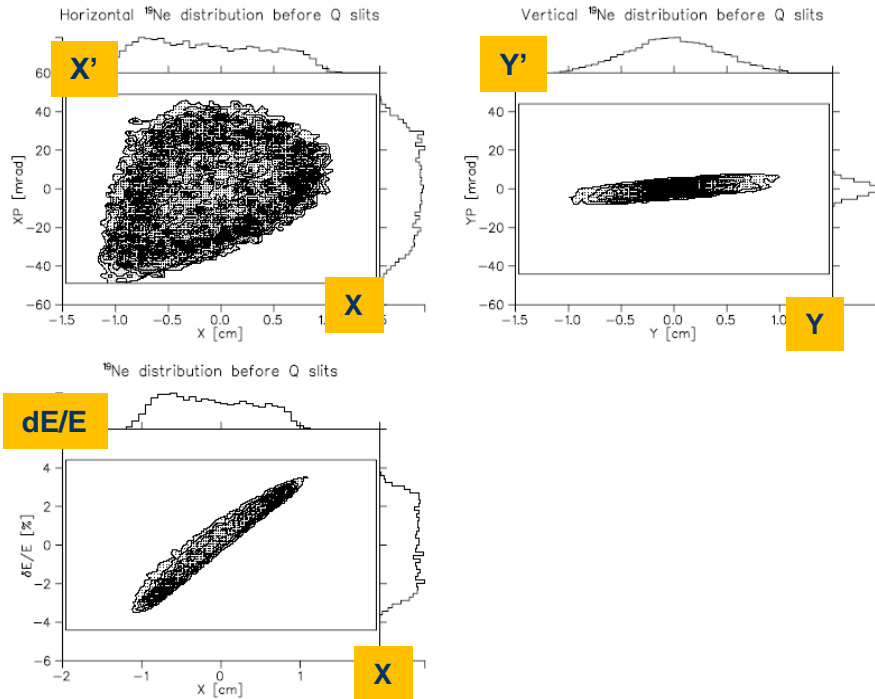 Horizontal ¹⁹Ne distribution before Q slits
X'
60
40
20
0
−20
−40
−60
XP [mrad]
−1.5
−1.0
−0.5
0.0
0.5
X [cm]
X
Vertical ¹⁹Ne distribution before Q slits
Y'
40
20
0
−20
−40
−60
YP [mrad]
−1.5
−1.0
−0.5
0.0
0.5
1.0
Y [cm]
Y
¹⁹Ne distribution before Q slits
dE/E
4
2
0
−2
−4
−6
δE/E [%]
−2
−1
0
1
X [cm]
X